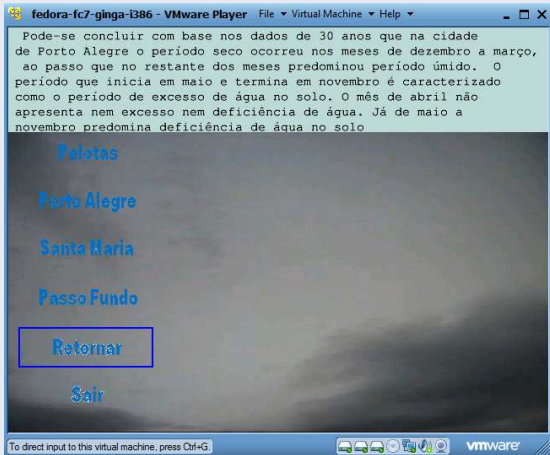 fedora-fc7-ginga-i386 - VMware Player File Virtual Machine Help
Pode-se concluir com base nos dados de 30 anos que na cidade
de Porto Alegre o período seco ocorreu nos meses de dezembro a março,
ao passo que no restante dos meses predominou período úmido. O
período que inicia em maio e termina em novembro é caracterizado
como o período de excesso de água no solo. O mês de abril não
apresenta nem excesso nem deficiência de água. Já de maio a
novembro predomina deficiência de água no solo
Pelotas
Porto Alegre
Santa Maria
Passo Fundo
Retornar
Sair
To direct input to this virtual machine, press Ctrl+G.
vmware